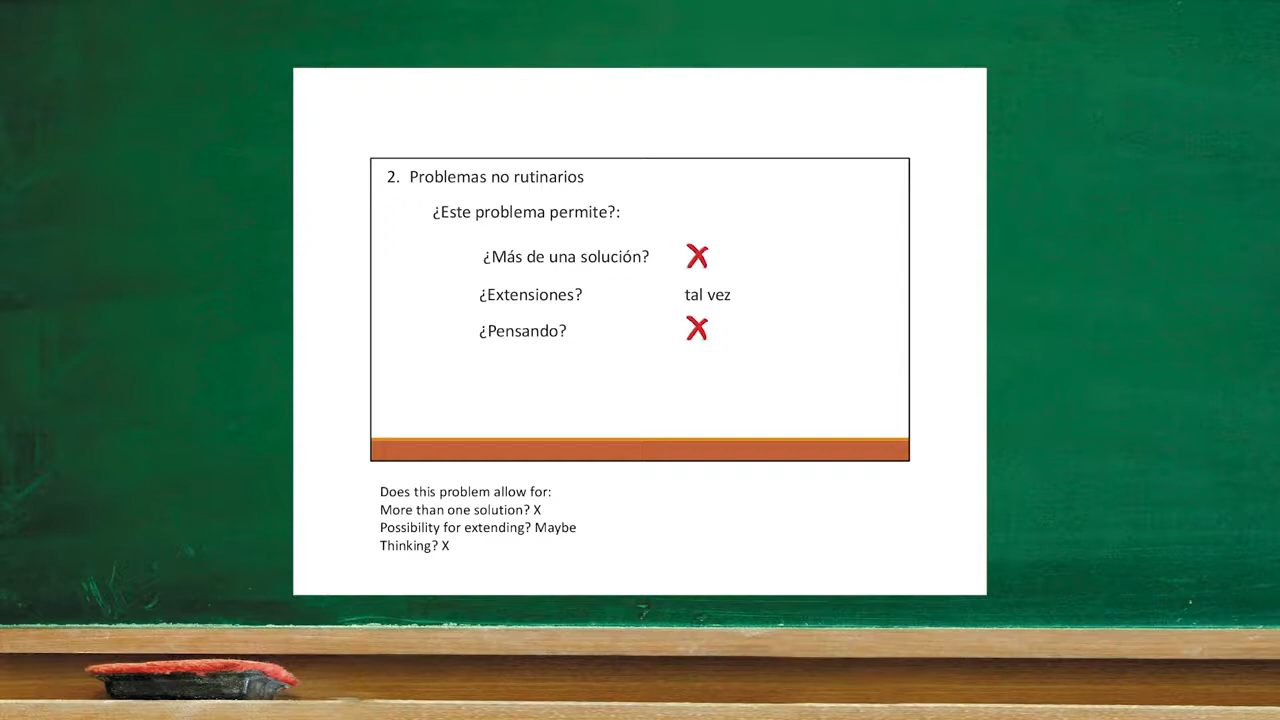 2. Problemas no rutinarios
¿Este problema permite?:
¿Más de una solución? X
¿Extensiones? tal vez
¿Pensando? X
Does this problem allow for:
More than one solution? X
Possibility for extending? Maybe
Thinking? X